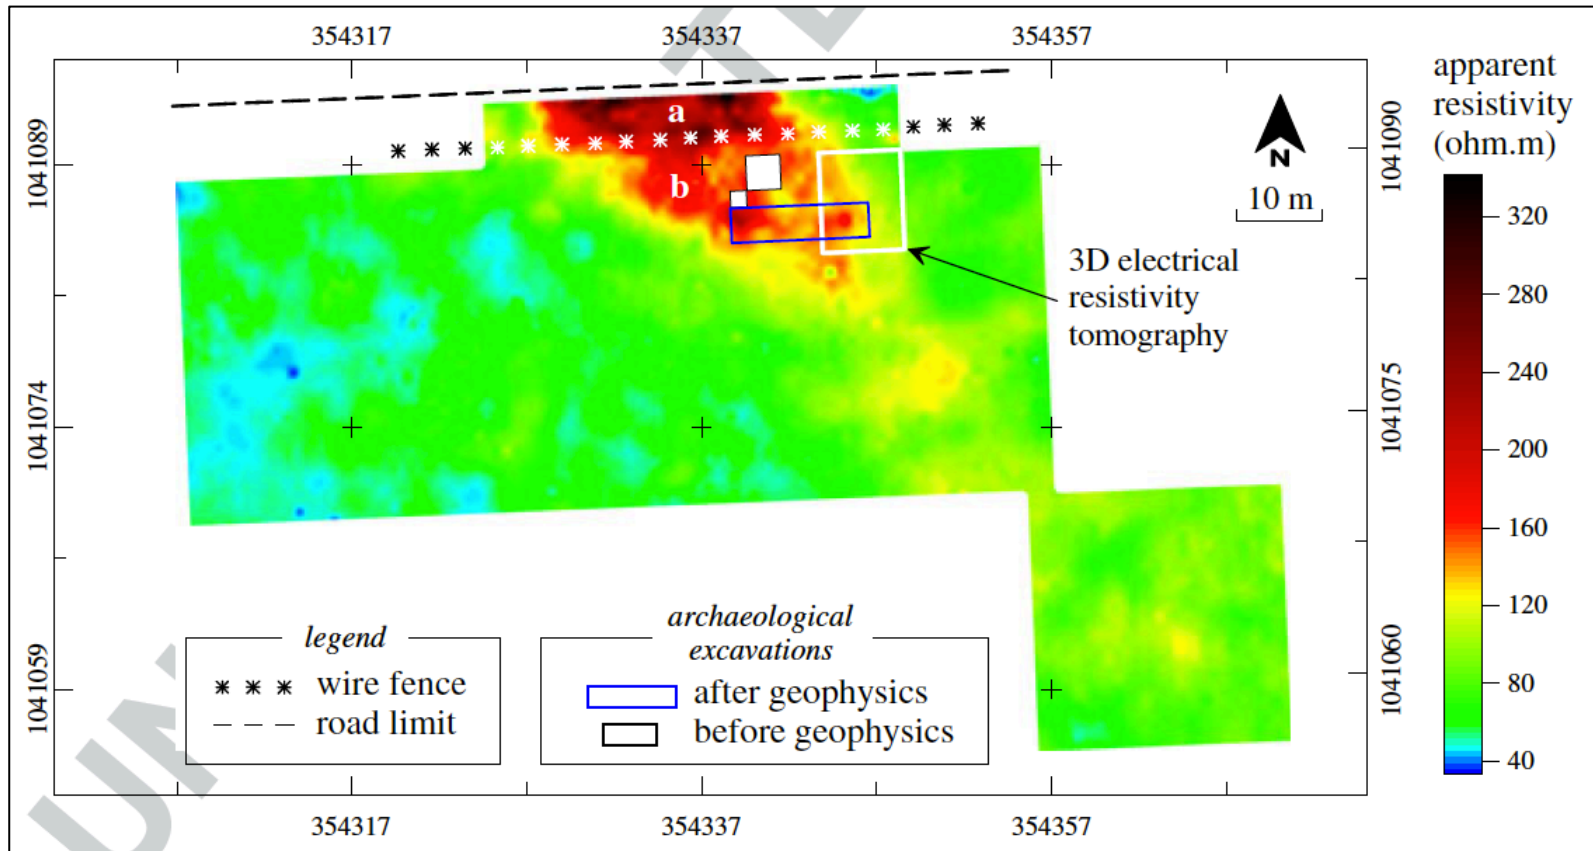 354317 354337 354357
1041089
1041074
1041059
a
b
N
10 m
3D electrical
resistivity
tomography
1041090
1041075
1041060
apparent
resistivity
(ohm.m)
320
280
240
200
160
120
80
40
legend
wire fence
road limit
archaeological
excavations
after geophysics
before geophysics
354317 354337 354357